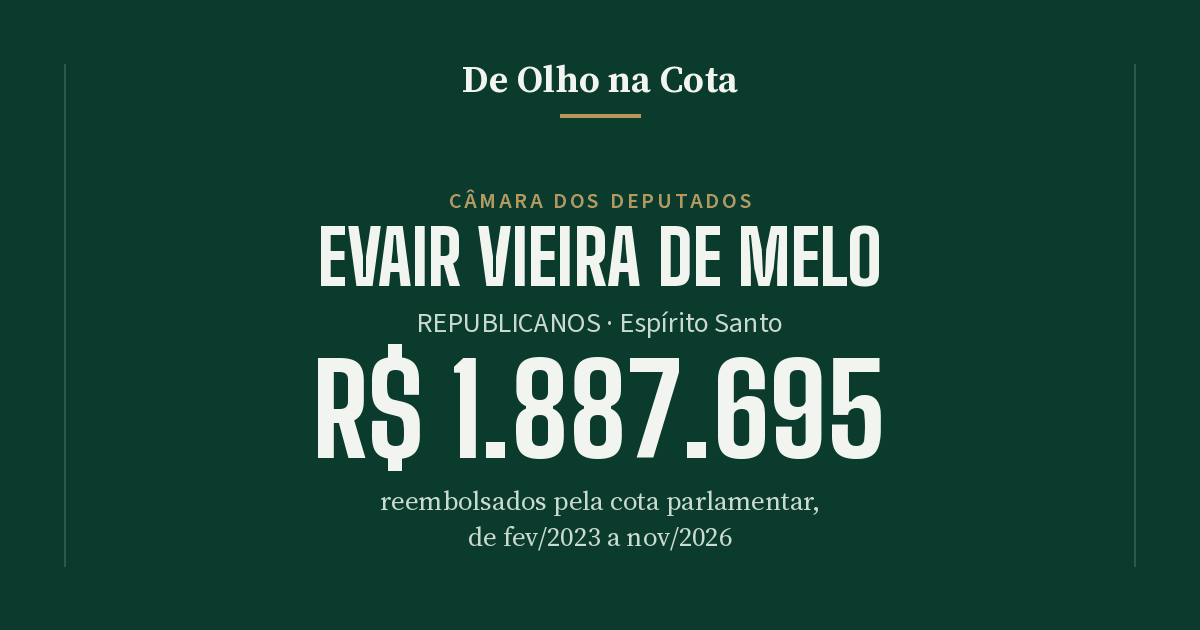 De Olho na Cota
CÂMARA DOS DEPUTADOS
EVAIR VIEIRA DE MELO
REPUBLICANOS · Espírito Santo
R$ 1.887.695
reembolsados pela cota parlamentar,
de fev/2023 a nov/2026